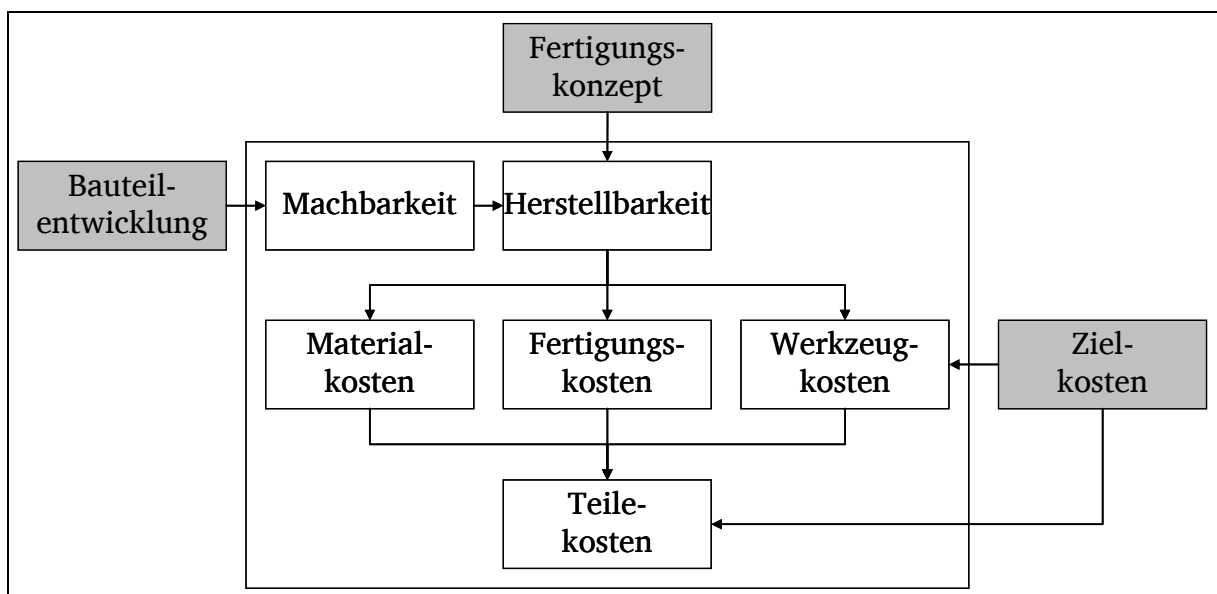 Fertigungs-
konzept
Bauteil-
entwicklung
Machbarkeit
Herstellbarkeit
Material-
kosten
Fertigungs-
kosten
Werkzeug-
kosten
Ziel-
kosten
Teile-
kosten